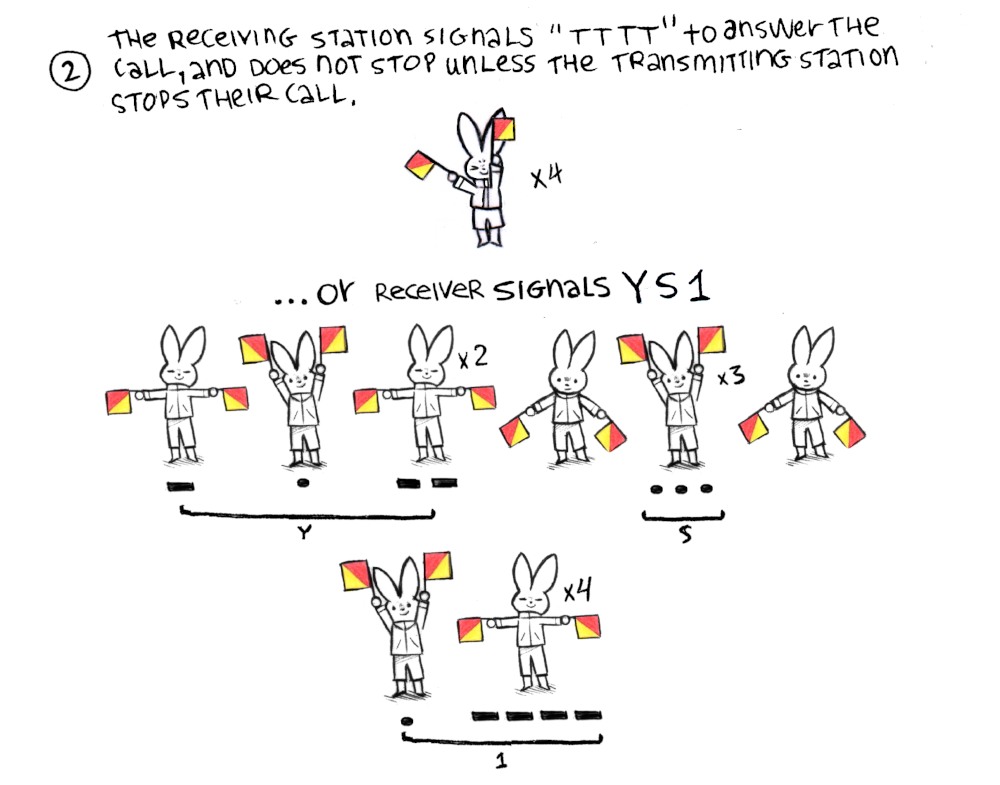 ② THE RECEIVING STATION SIGNALS "TTTT" to answer THE
CALL, AND DOES NOT STOP UNLESS THE TRANSMITTING STATION
STOPS THEIR CALL.
x4
...or RECEIVER SIGNALS YS1
x2
x3
Y
S
x4
1